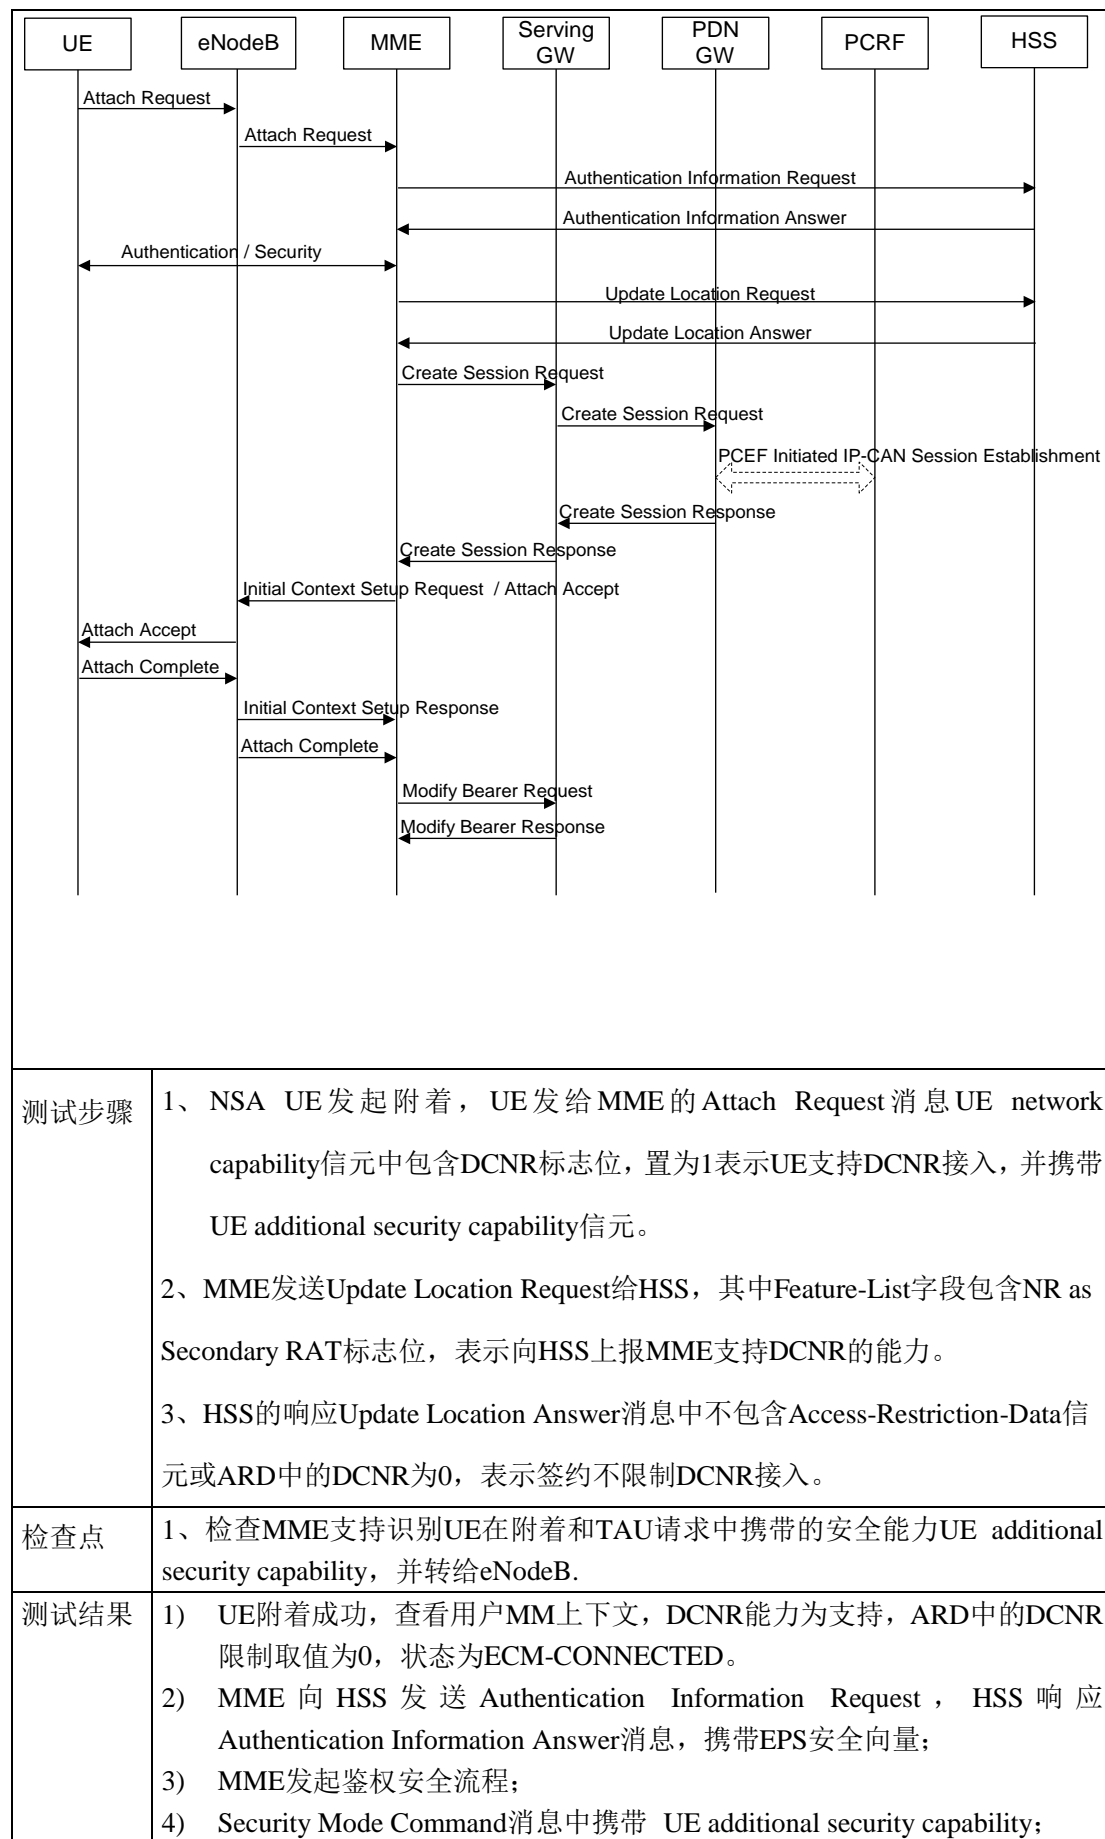 UE
eNodeB
MME
Serving
GW
PDN
GW
PCRF
HSS
Attach Request
Attach Request
Authentication Information Request
Authentication Information Answer
Authentication / Security
Update Location Request
Update Location Answer
Create Session Request
Create Session Request
PCEF Initiated IP-CAN Session Establishment
Create Session Response
Create Session Response
Initial Context Setup Request / Attach Accept
Attach Accept
Attach Complete
Initial Context Setup Response
Attach Complete
Modify Bearer Request
Modify Bearer Response
测试步骤
1、 NSA UE发起附着，UE发给MME的Attach Request消息UE network
capability信元中包含DCNR标志位，置为1表示UE支持DCNR接入，并携带
UE additional security capability信元。
2、MME发送Update Location Request给HSS，其中Feature-List字段包含NR as
Secondary RAT标志位，表示向HSS上报MME支持DCNR的能力。
3、HSS的响应Update Location Answer消息中不包含Access-Restriction-Data信
元或ARD中的DCNR为0，表示签约不限制DCNR接入。
检查点
1、检查MME支持识别UE在附着和TAU请求中携带的安全能力UE additional
security capability，并转给eNodeB.
测试结果
1) UE附着成功，查看用户MM上下文，DCNR能力为支持，ARD中的DCNR
限制取值为0，状态为ECM-CONNECTED。
2) MME向HSS发送Authentication Information Request，HSS响应
Authentication Information Answer消息，携带EPS安全向量；
3) MME发起鉴权安全流程；
4) Security Mode Command消息中携带 UE additional security capability；